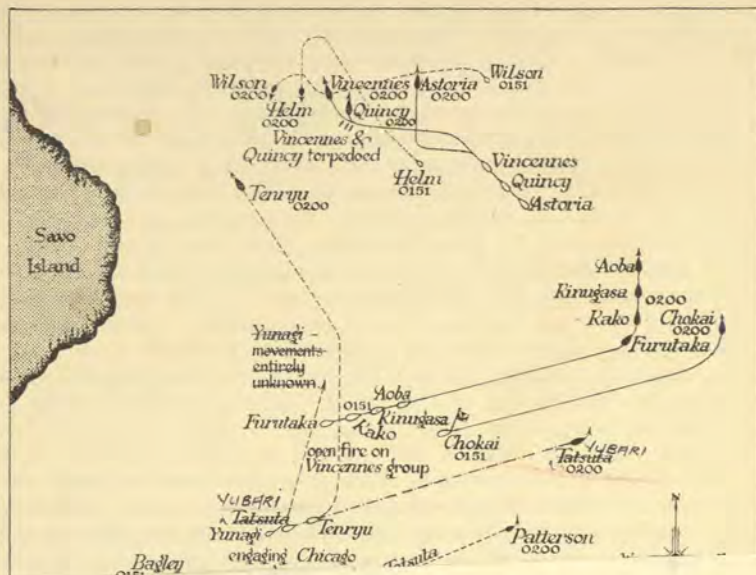 Wilson
0200
Vincennes
0200
Astoria
0200
Wilson
0151
Helm
0200
Quincy
0200
Vincennes &
Quincy torpedoed
Helm
0151
Vincennes
Quincy
Astoria
Tenryu
0200
Savo
Island
Aoba
Kinugasa
0200
Kako
Furutaka
Chokai
0200
Yunagi –
movements
entirely
unknown
Aoba
0151
Kinugasa
Furutaka
Kako
Chokai
0151
open fire on
Vincennes group
YUBARI
Tatsuta
0200
YUBARI
Tatsuta
Tenryu
Yunagi
engaging Chicago
Patterson
0200
Tatsuta
Bagley
0151
N